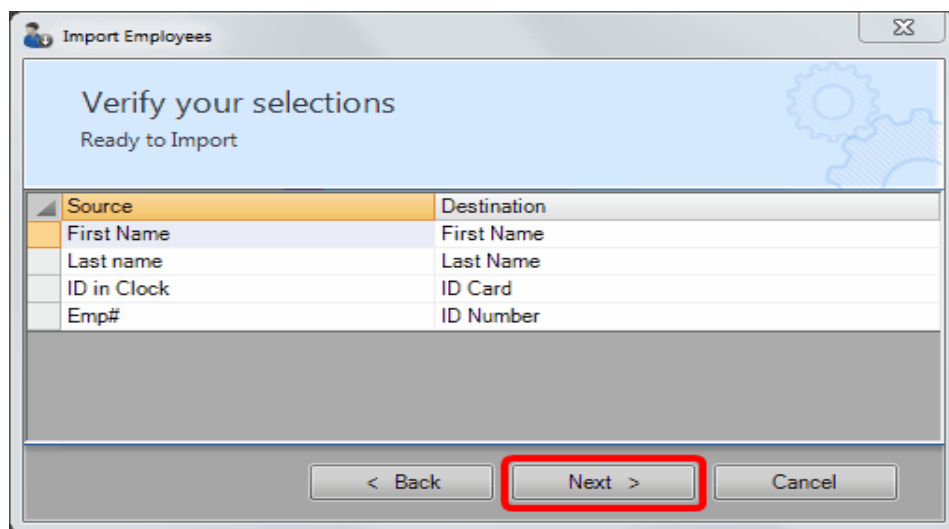 Import Employees
Verify your selections
Ready to Import
Source Destination
First Name First Name
Last name Last Name
ID in Clock ID Card
Emp# ID Number
< Back Next > Cancel